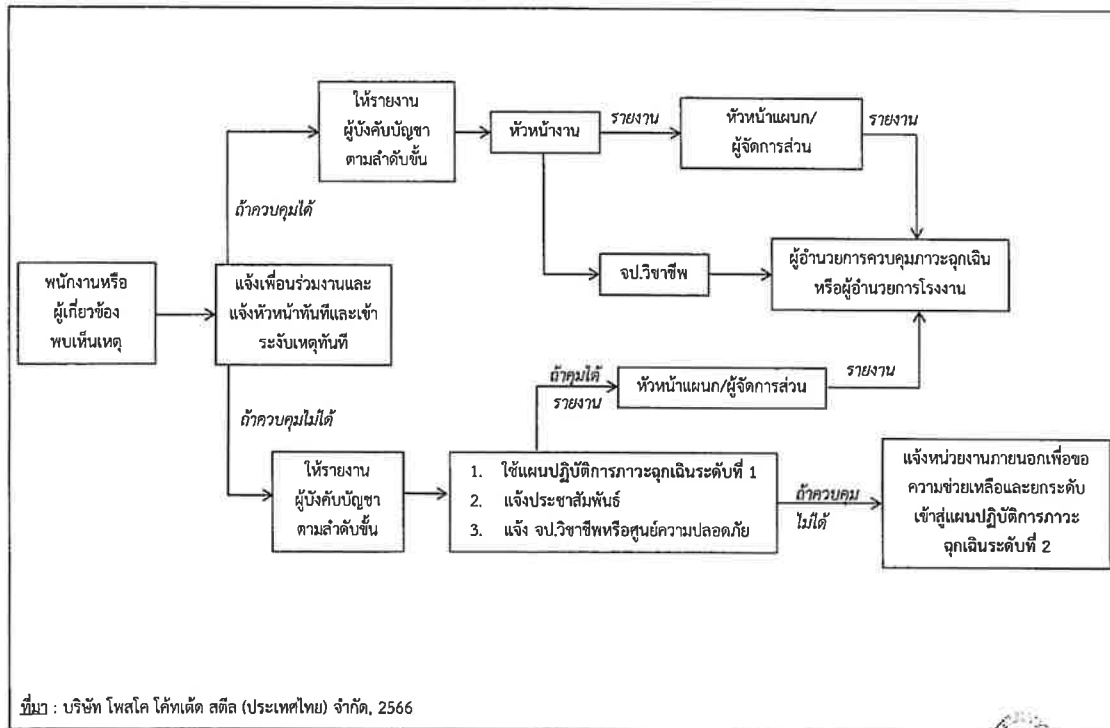 ให้รายงาน
ผู้บังคับบัญชา
ตามลำดับชั้น
หัวหน้างาน
รายงาน
หัวหน้าแผนก/
ผู้จัดการส่วน
รายงาน
ถ้าควบคุมได้
พนักงานหรือ
ผู้เกี่ยวข้อง
พบเห็นเหตุ
แจ้งเพื่อนร่วมงานและ
แจ้งหัวหน้าทันทีและเข้า
ระงับเหตุทันที
จป.วิชาชีพ
ผู้อำนวยการควบคุมภาวะฉุกเฉิน
หรือผู้อำนวยการโรงงาน
ถ้าควบคุมไม่ได้
ถ้าคุมได้
รายงาน
หัวหน้าแผนก/ผู้จัดการส่วน
รายงาน
ให้รายงาน
ผู้บังคับบัญชา
ตามลำดับชั้น
1. ใช้แผนปฏิบัติการภาวะฉุกเฉินระดับที่ 1
2. แจ้งประชาสัมพันธ์
3. แจ้ง จป.วิชาชีพหรือศูนย์ความปลอดภัย
ถ้าควบคุม
ไม่ได้
แจ้งหน่วยงานภายนอกเพื่อขอ
ความช่วยเหลือและยกระดับ
เข้าสู่แผนปฏิบัติการภาวะ
ฉุกเฉินระดับที่ 2
ที่มา : บริษัท โพสโค โค้ทเต็ด สตีล (ประเทศไทย) จำกัด, 2566